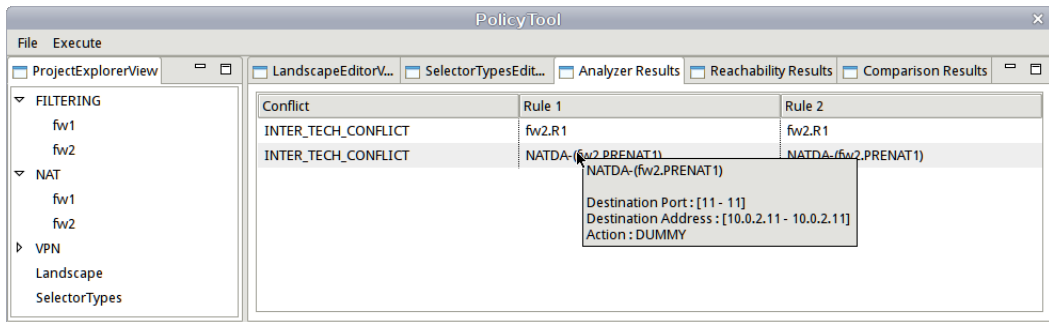 PolicyTool
File Execute
ProjectExplorerView
FILTERING
fw1
fw2
NAT
fw1
fw2
VPN
Landscape
SelectorTypes
LandscapeEditorV... SelectorTypesEdit... Analyzer Results Reachability Results Comparison Results
Conflict Rule 1 Rule 2
INTER_TECH_CONFLICT fw2.R1 fw2.R1
INTER_TECH_CONFLICT NATDA-(fw2.PRENAT1) NATDA-(fw2.PRENAT1)
NATDA-(fw2.PRENAT1)
Destination Port : [11 - 11]
Destination Address : [10.0.2.11 - 10.0.2.11]
Action : DUMMY